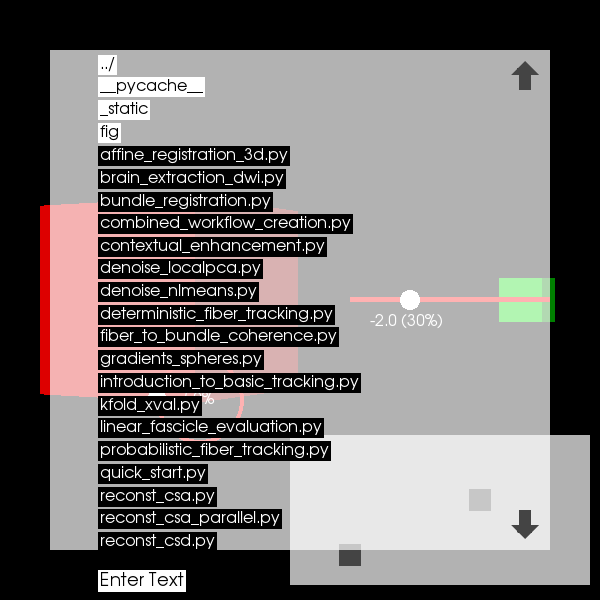 ../
__pycache__
_static
fig
affine_registration_3d.py
brain_extraction_dwi.py
bundle_registration.py
combined_workflow_creation.py
contextual_enhancement.py
denoise_localpca.py
denoise_nlmeans.py
deterministic_fiber_tracking.py
-2.0 (30%)
fiber_to_bundle_coherence.py
gradients_spheres.py
introduction_to_basic_tracking.py
kfold_xval.py
%
linear_fascicle_evaluation.py
probabilistic_fiber_tracking.py
quick_start.py
reconst_csa.py
reconst_csa_parallel.py
reconst_csd.py
Enter Text